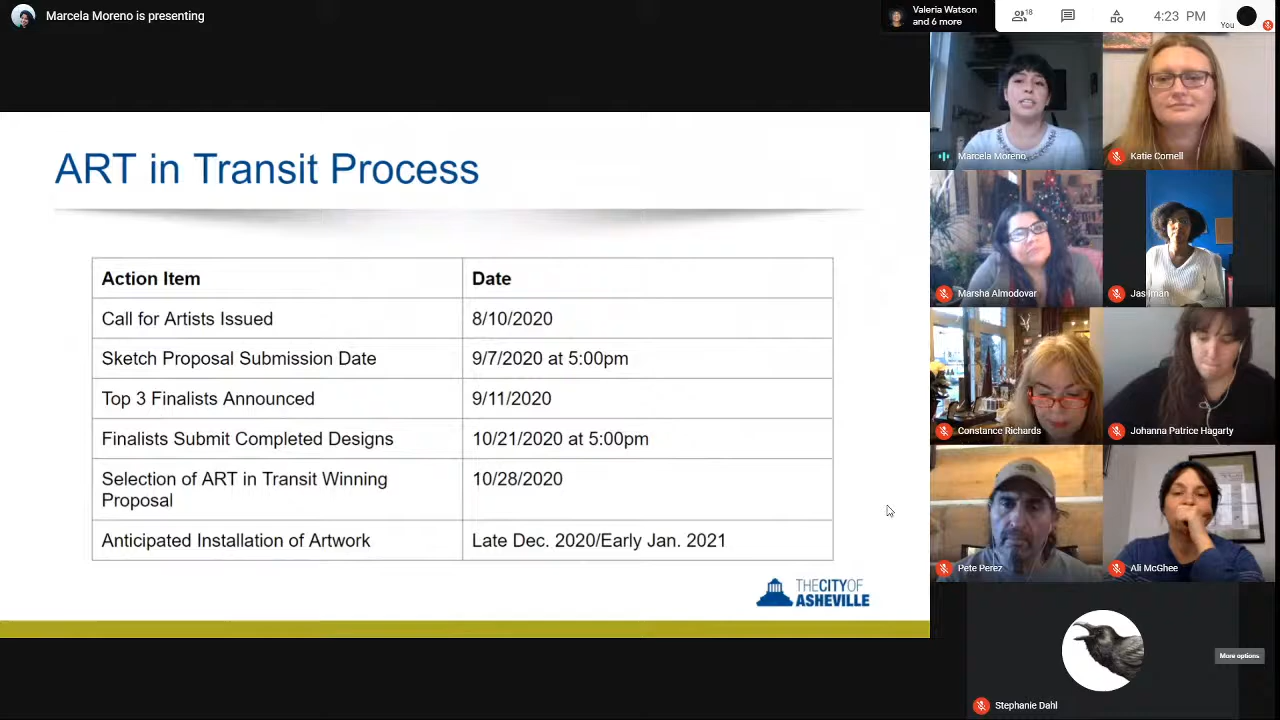 Marcela Moreno is presenting
Valeria Watson
and 6 more
18
4:23 PM
You
ART in Transit Process
Action Item Date
Call for Artists Issued 8/10/2020
Sketch Proposal Submission Date 9/7/2020 at 5:00pm
Top 3 Finalists Announced 9/11/2020
Finalists Submit Completed Designs 10/21/2020 at 5:00pm
Selection of ART in Transit Winning
Proposal 10/28/2020
Anticipated Installation of Artwork Late Dec. 2020/Early Jan. 2021
THE CITY OF
ASHEVILLE
Marcela Moreno
Katie Cornell
Marsha Almodovar
Jas Iman
Constance Richards
Johanna Patrice Hagarty
Pete Perez
Ali McGhee
More options
Stephanie Dahl